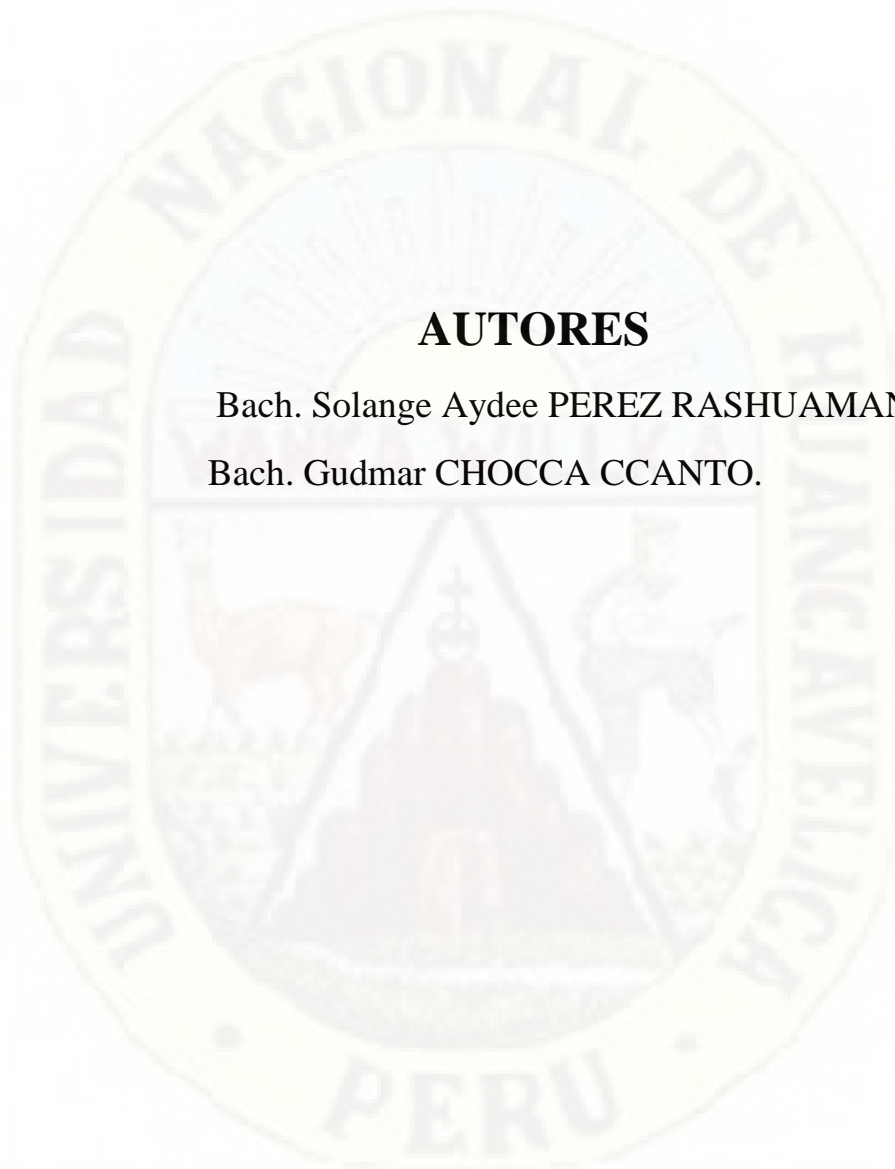 UNIVERSIDAD NACIONAL DE HUANCAVELICA
AUTORES
Bach. Solange Aydee PEREZ RASHUAMAN
Bach. Gudmar CHOCCA CCANTO.
PERU